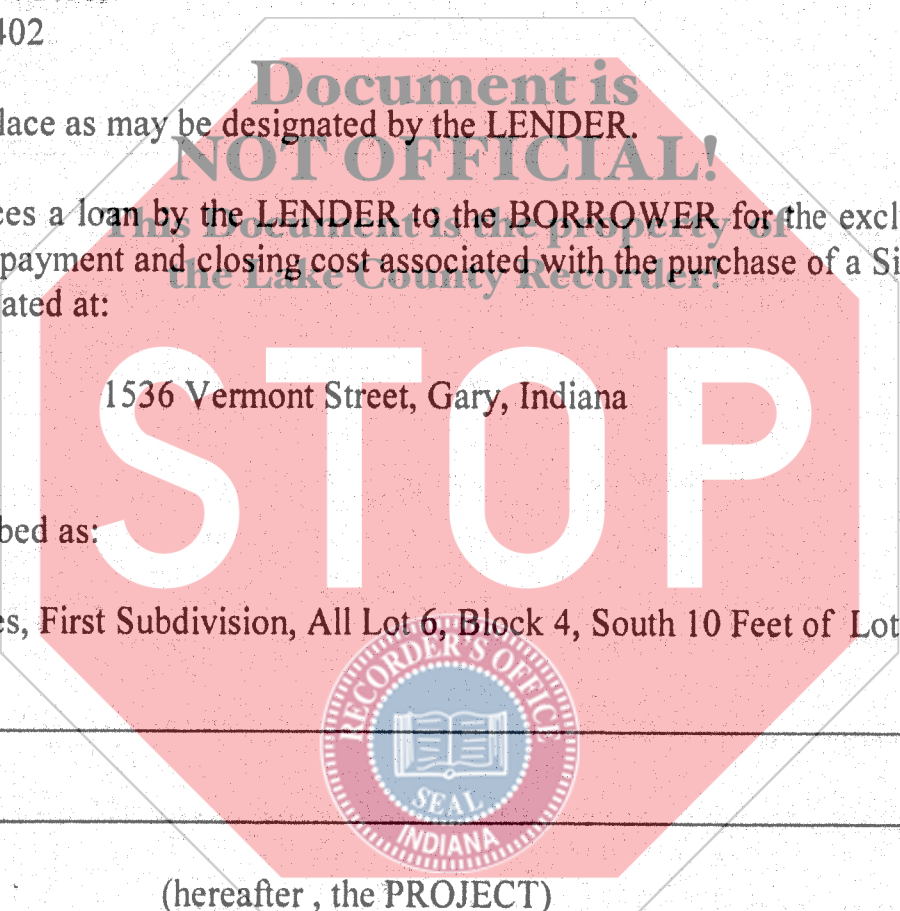 402
Document is
lace as may be designated by the LENDER.
NOT OFFICIAL!
ces a loan by the LENDER to the BORROWER for the excl
This Document is the property of
payment and closing cost associated with the purchase of a Si
the Lake County Recorder!
ated at:
STOP
1536 Vermont Street, Gary, Indiana
bed as:
es, First Subdivision, All Lot 6, Block 4, South 10 Feet of Lot
RECORDER'S OFFICE
SEAL
INDIANA
(hereafter , the PROJECT)